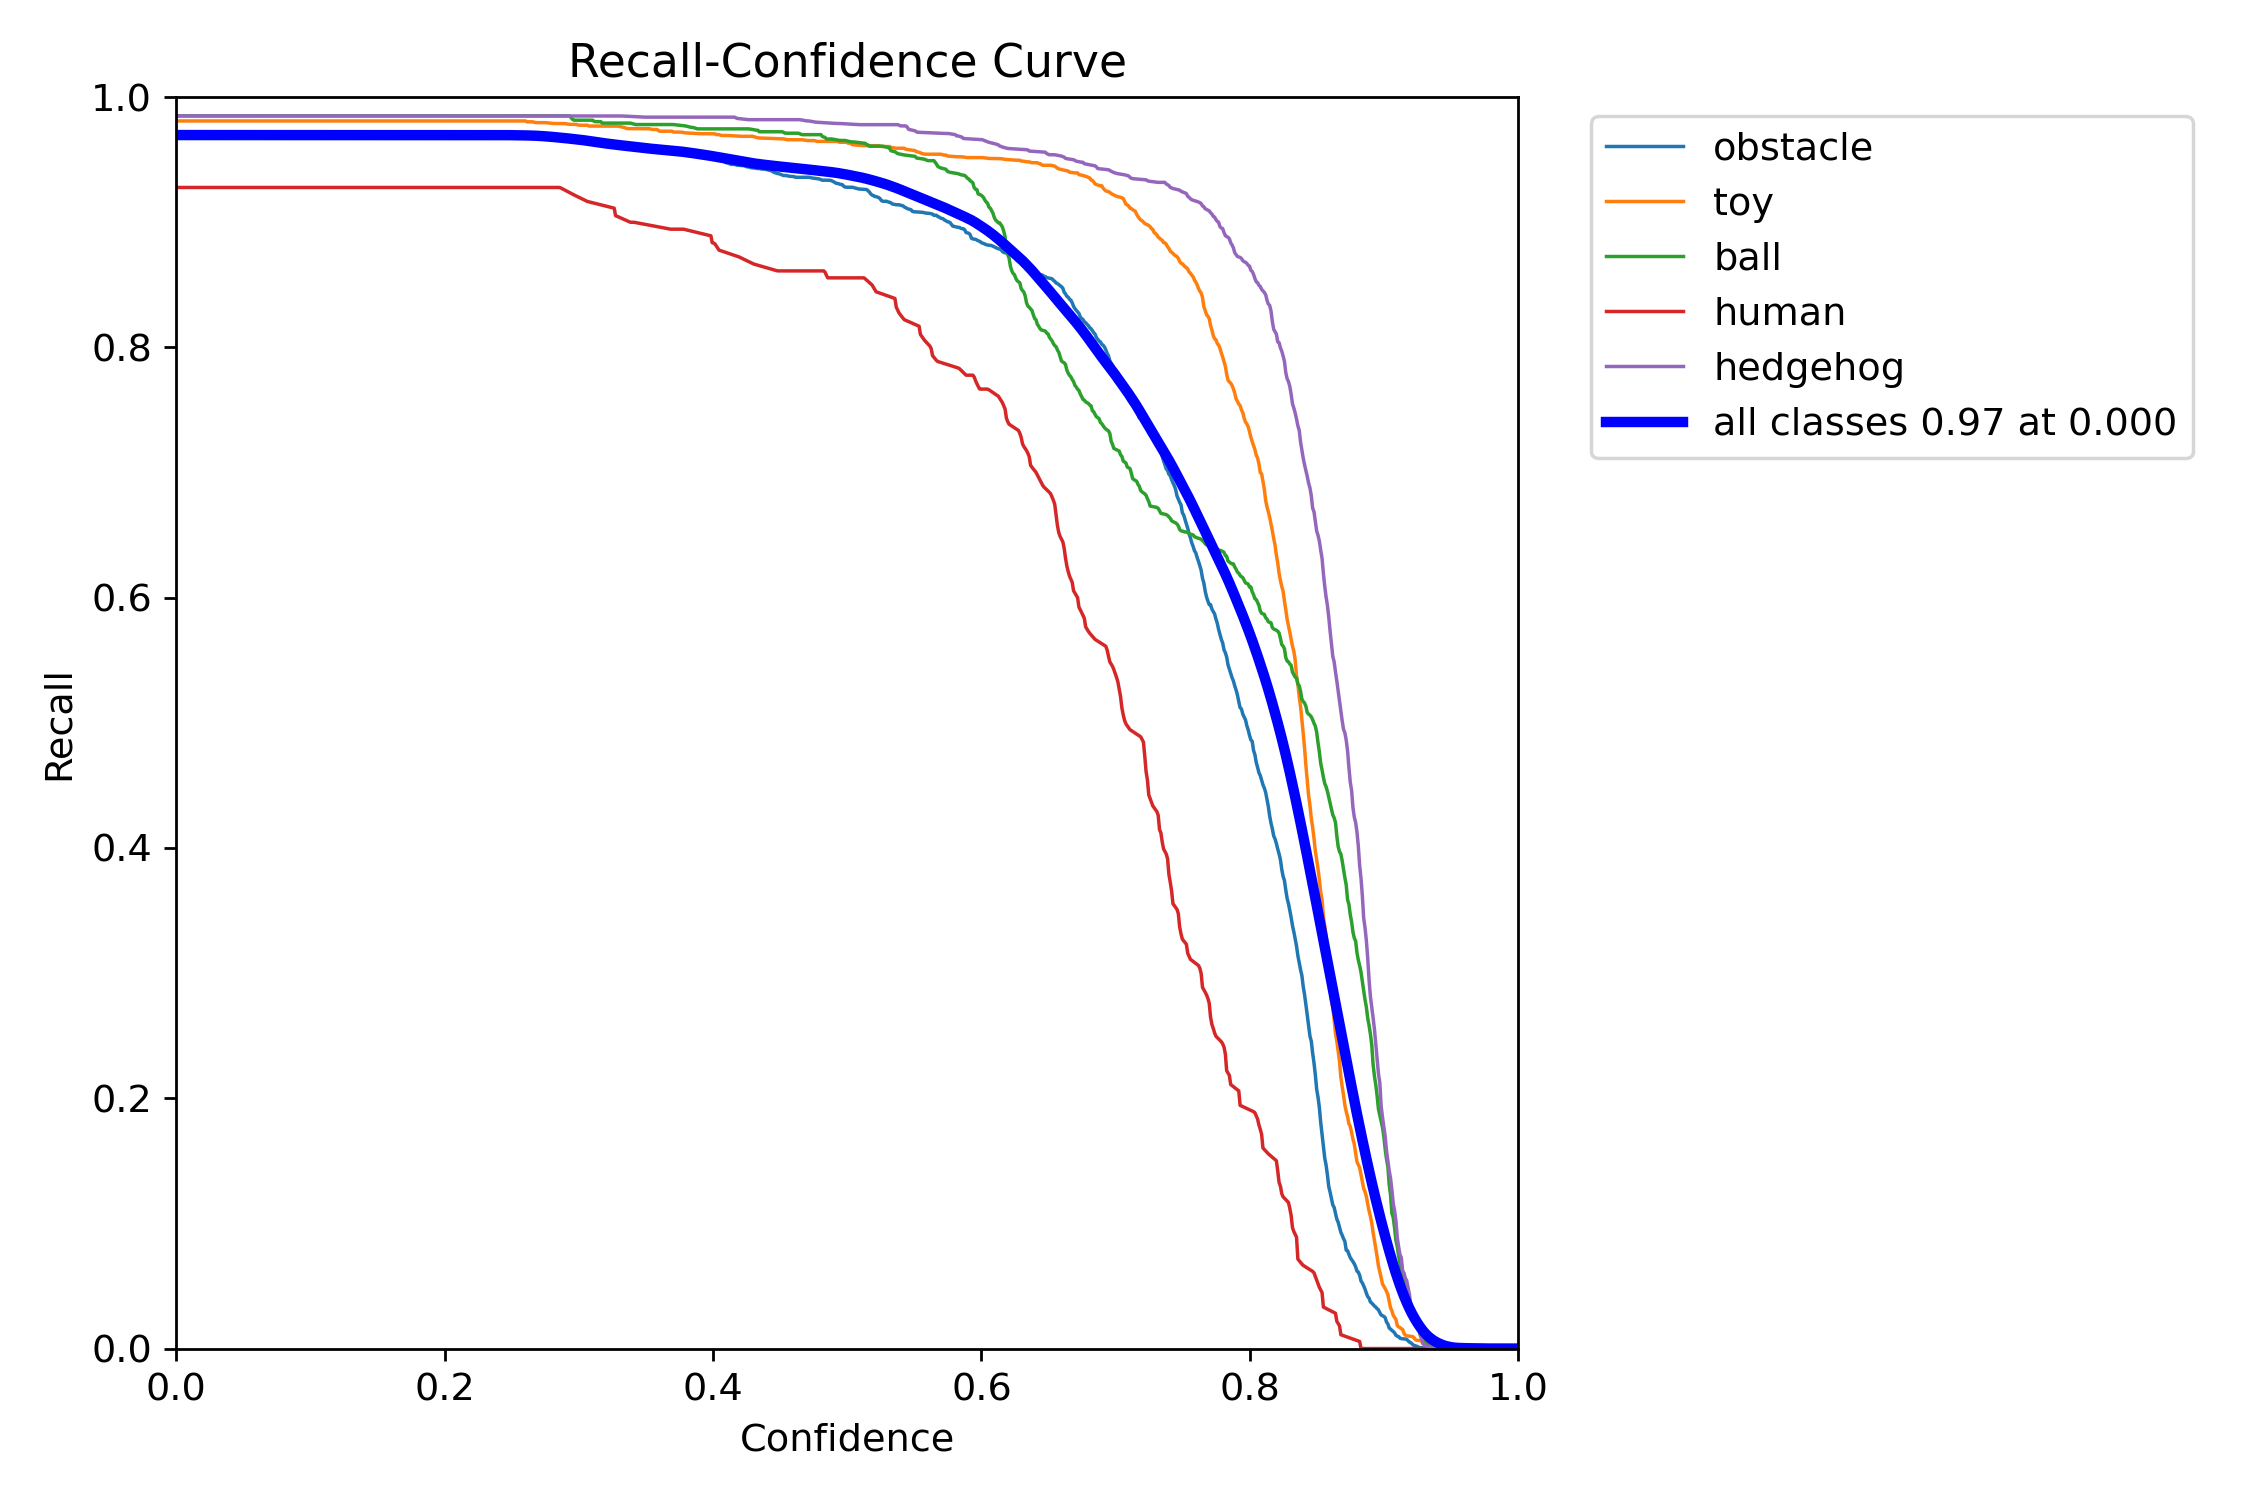 Recall-Confidence Curve
1.0
0.8
0.6
0.4
0.2
0.0
Recall
0.0 0.2 0.4 0.6 0.8 1.0
Confidence
obstacle
toy
ball
human
hedgehog
all classes 0.97 at 0.000